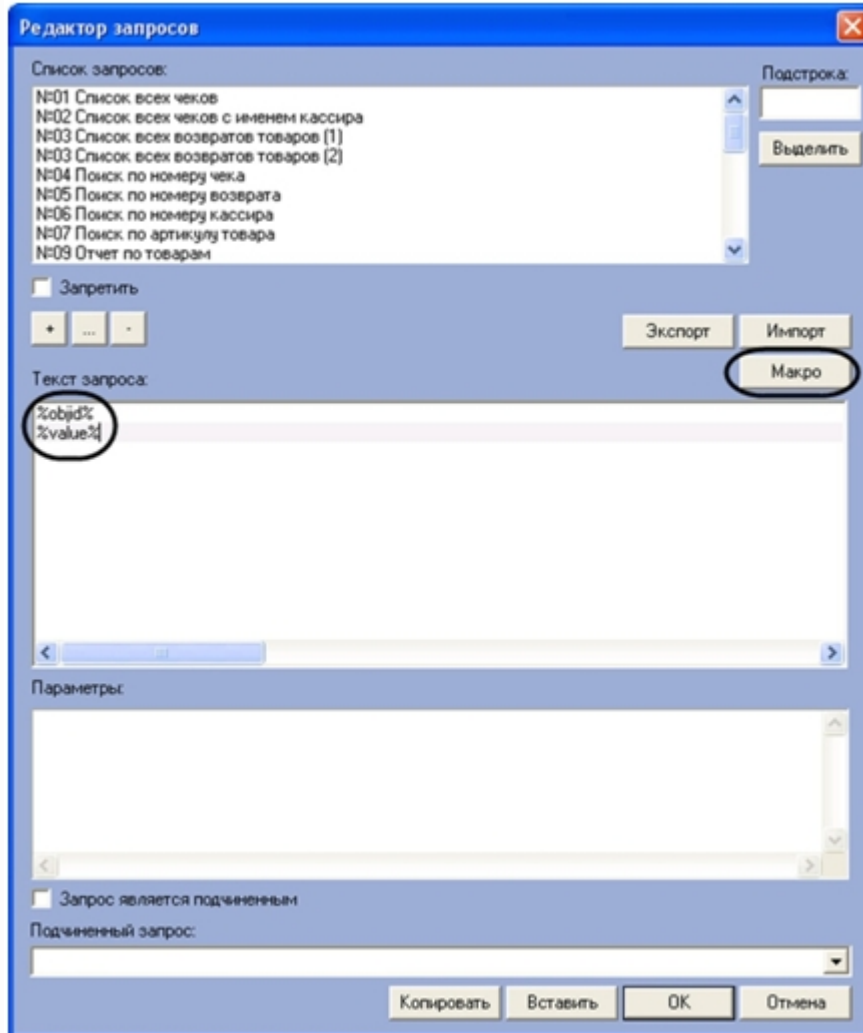 Редактор запросов
Список запросов:
Подстрока:
№01 Список всех чеков
№02 Список всех чеков с именем кассира
№03 Список всех возвратов товаров (1)
№03 Список всех возвратов товаров (2)
№04 Поиск по номеру чека
№05 Поиск по номеру возврата
№06 Поиск по номеру кассира
№07 Поиск по артикулу товара
№09 Отчет по товарам
Выделить
Запретить
+ ... -
Экспорт Импорт
Макро
Текст запроса:
%objid%
%value%
Параметры:
Запрос является подчиненным
Подчиненный запрос:
Копировать Вставить OK Отмена